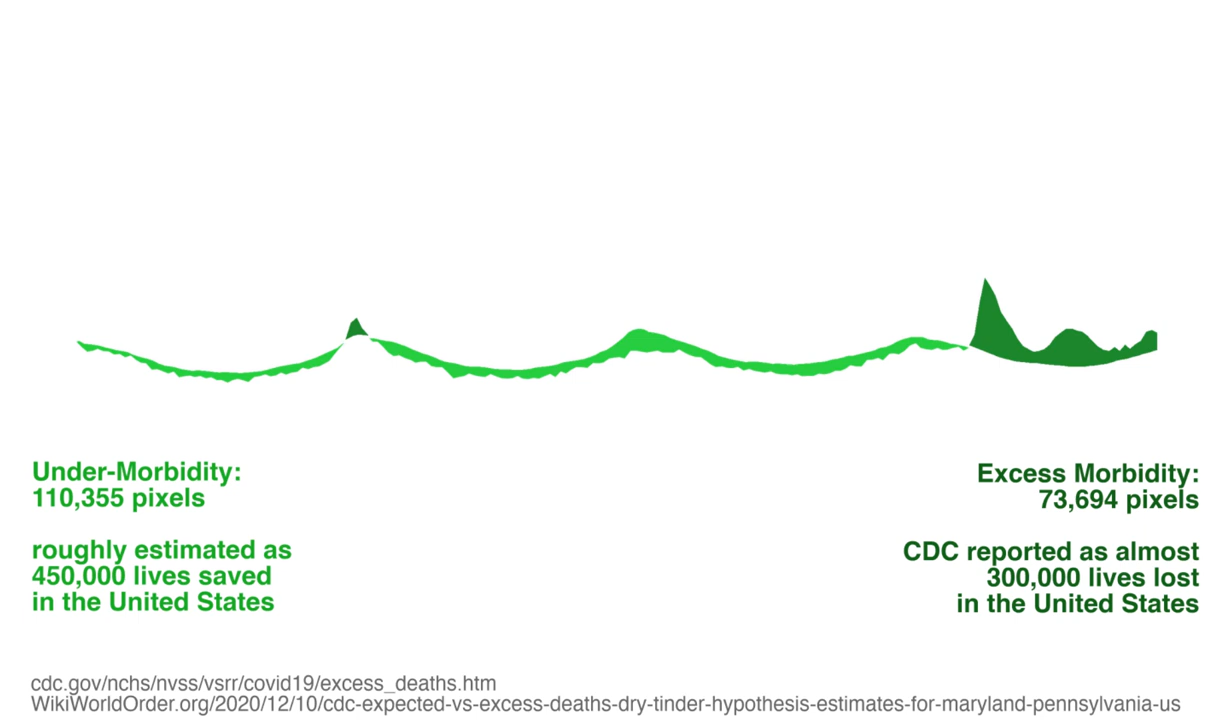 Under-Morbidity:
110,355 pixels
roughly estimated as
450,000 lives saved
in the United States
Excess Morbidity:
73,694 pixels
CDC reported as almost
300,000 lives lost
in the United States
cdc.gov/nchs/nvss/vsrr/covid19/excess_deaths.htm
WikiWorldOrder.org/2020/12/10/cdc-expected-vs-excess-deaths-dry-tinder-hypothesis-estimates-for-maryland-pennsylvania-us